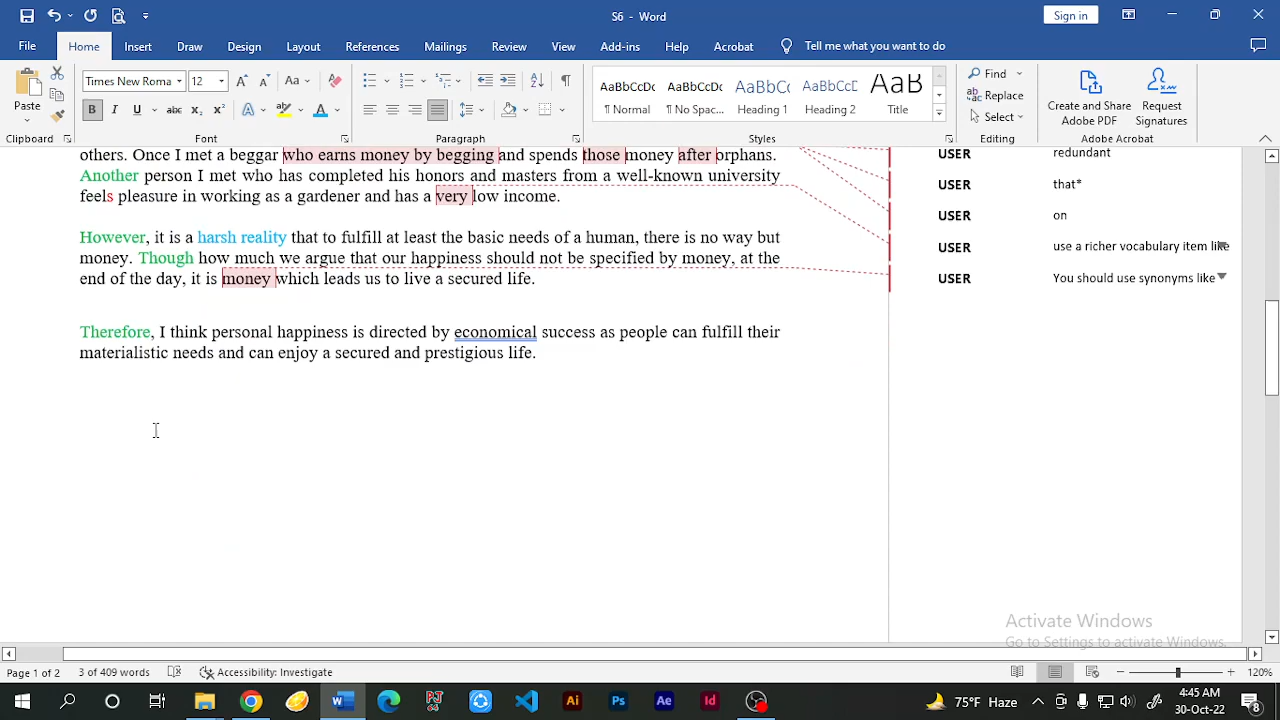 S6 - Word
Sign in
File Home Insert Draw Design Layout References Mailings Review View Add-ins Help Acrobat Tell me what you want to do
Times New Roma 12
Paste
Clipboard
Font
Paragraph
AaBbCcDc AaBbCcDc AaBbC AaBbCcD AaB
¶ Normal ¶ No Spac... Heading 1 Heading 2 Title
Styles
Find
Replace
Select
Editing
Create and Share Adobe PDF
Request Signatures
Adobe Acrobat
others. Once I met a beggar who earns money by begging and spends those money after orphans.
Another person I met who has completed his honors and masters from a well-known university
feels pleasure in working as a gardener and has a very low income.
However, it is a harsh reality that to fulfill at least the basic needs of a human, there is no way but
money. Though how much we argue that our happiness should not be specified by money, at the
end of the day, it is money which leads us to live a secured life.
Therefore, I think personal happiness is directed by economical success as people can fulfill their
materialistic needs and can enjoy a secured and prestigious life.
USER redundant
USER that*
USER on
USER use a richer vocabulary item like
USER You should use synonyms like
Activate Windows
Go to Settings to activate Windows.
Page 1 of 2 3 of 409 words Accessibility: Investigate 120%
75°F Haze
4:45 AM
30-Oct-22
8